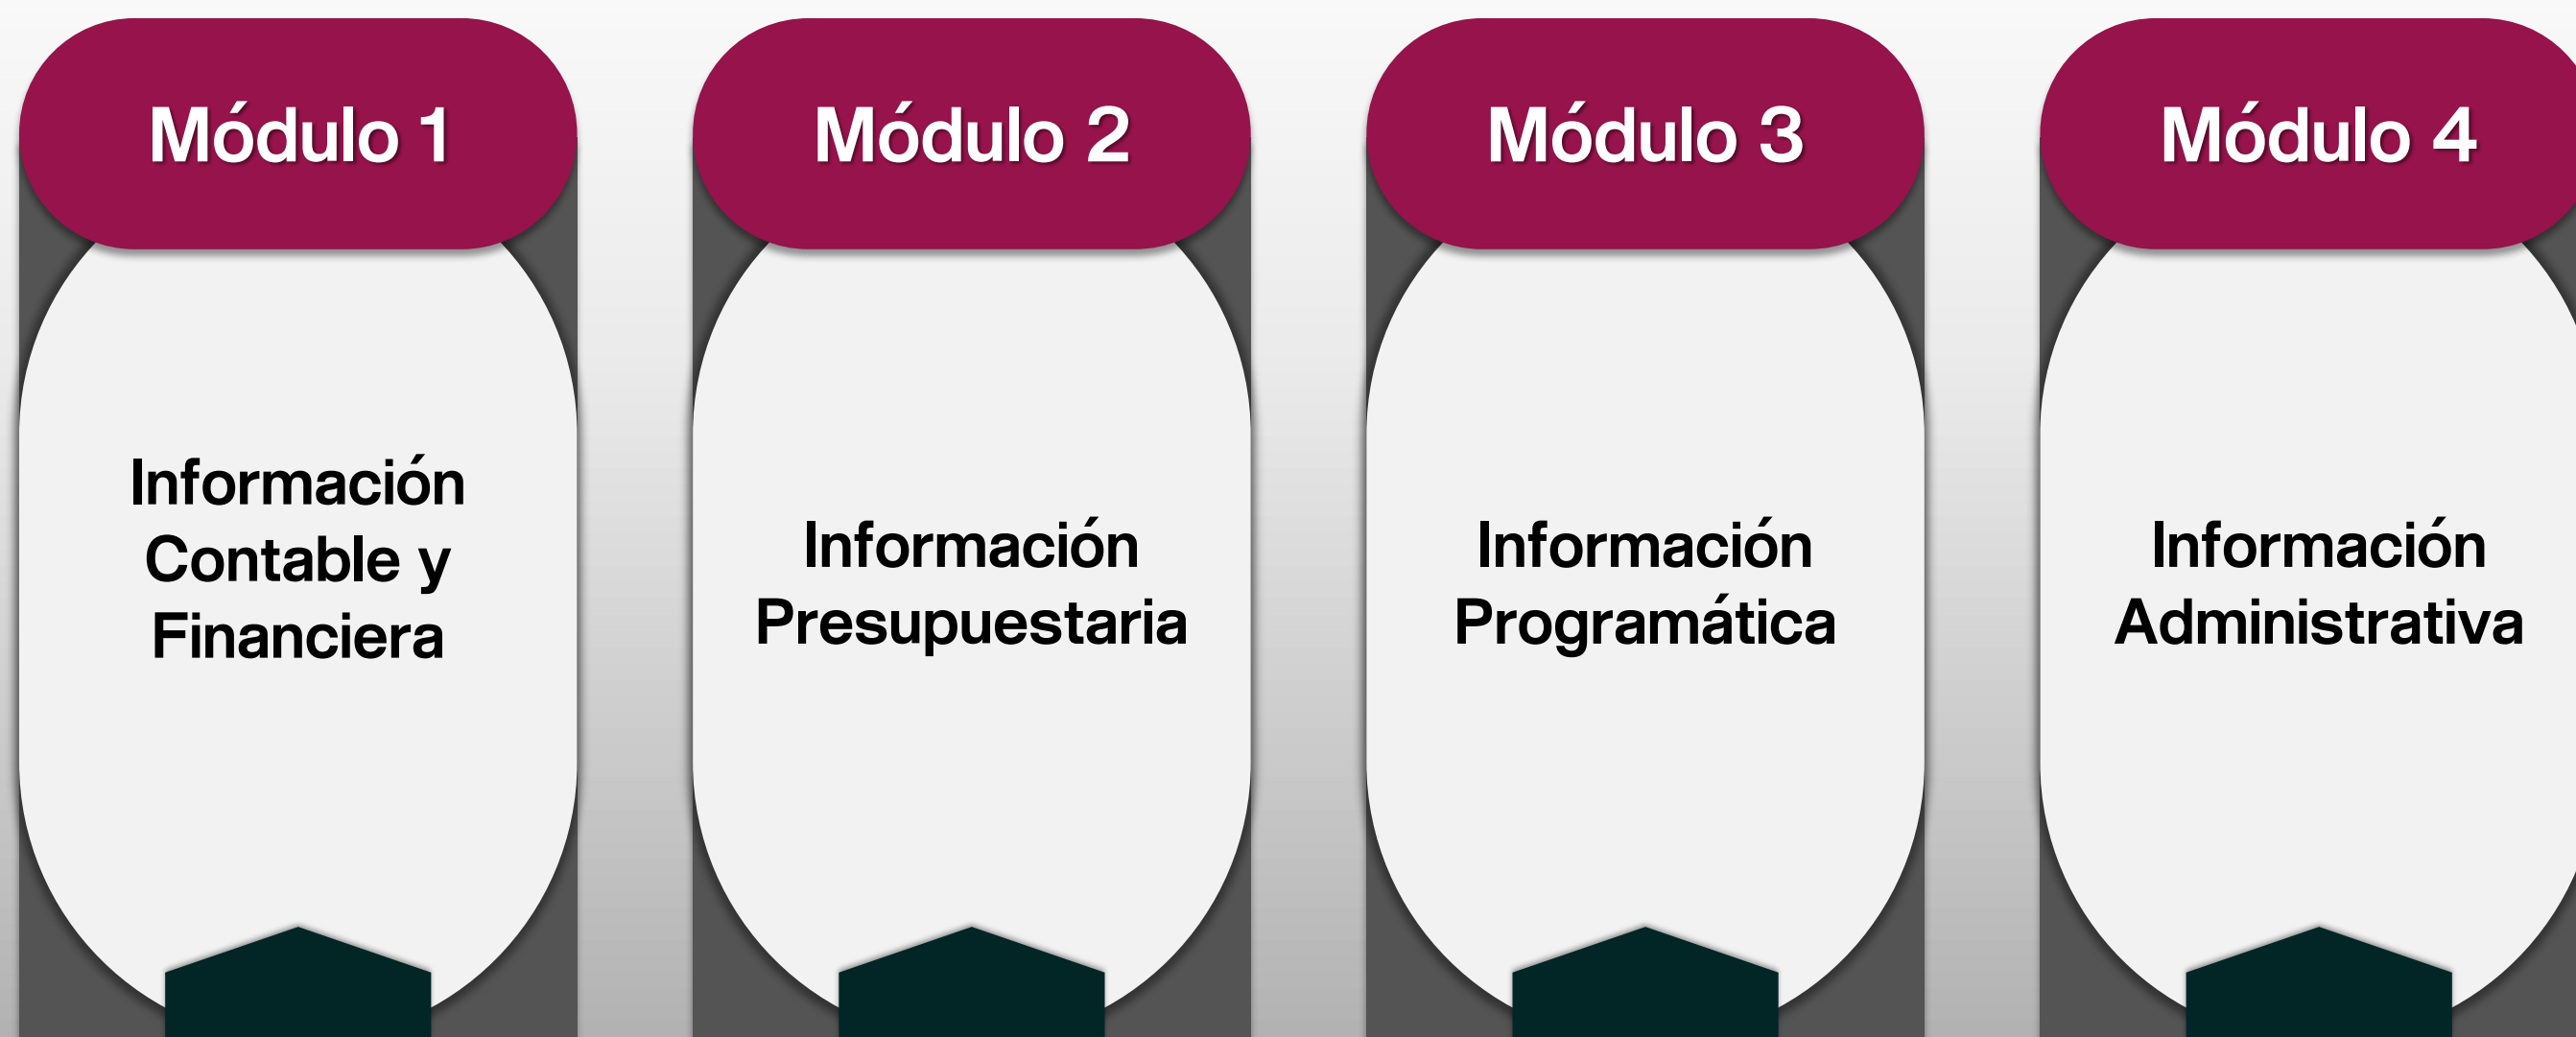 Módulo 1
Información
Contable y
Financiera
Módulo 2
Información
Presupuestaria
Módulo 3
Información
Programática
Módulo 4
Información
Administrativa